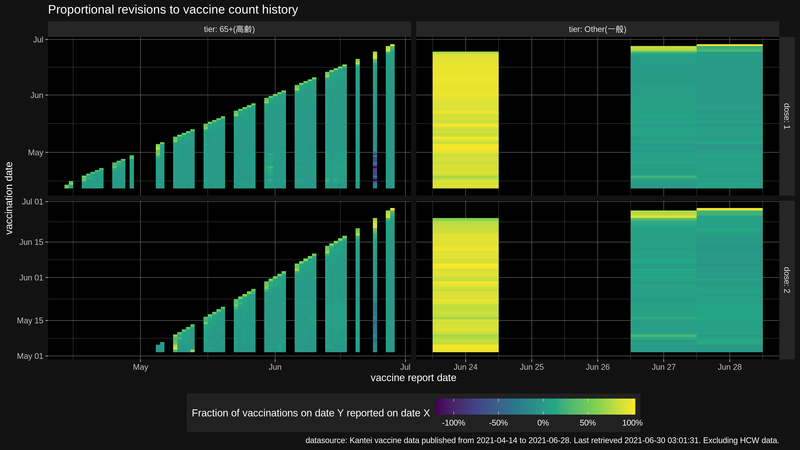 Proportional revisions to vaccine count history
tier: 65+(高齢)
tier: Other(一般)
Jul
Jun
May
dose: 1
vaccination date
Jul 01
Jun 15
Jun 01
May 15
May 01
dose: 2
May
Jun
Jul
Jun 24
Jun 25
Jun 26
Jun 27
Jun 28
vaccine report date
Fraction of vaccinations on date Y reported on date X
-100%
-50%
0%
50%
100%
datasource: Kantei vaccine data published from 2021-04-14 to 2021-06-28. Last retrieved 2021-06-30 03:01:31. Excluding HCW data.